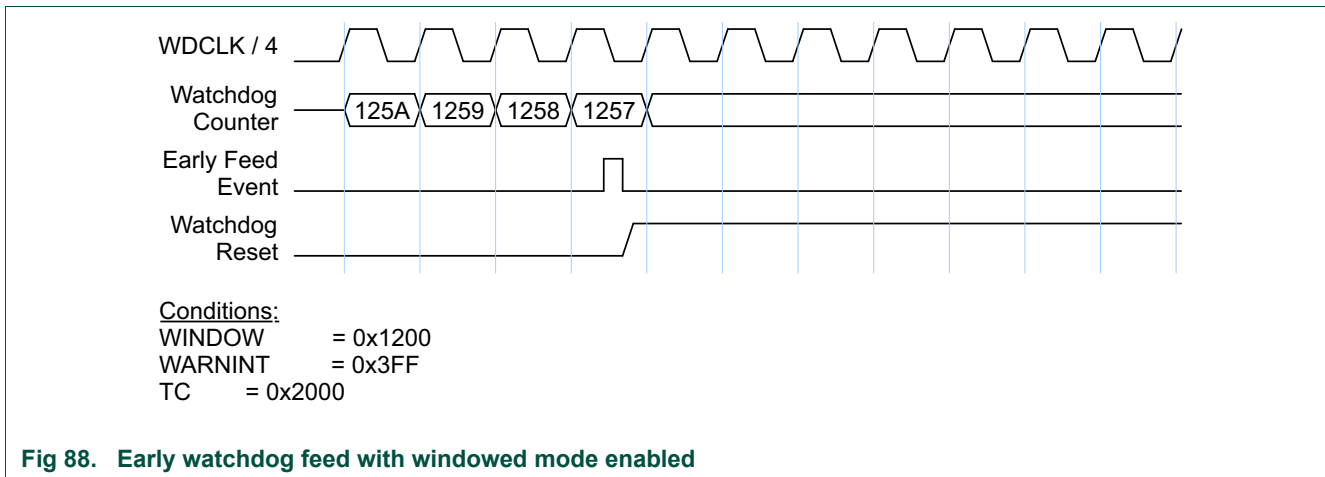 WDCLK / 4
Watchdog
Counter
125A 1259 1258 1257
Early Feed
Event
Watchdog
Reset
Conditions:
WINDOW = 0x1200
WARNINT = 0x3FF
TC = 0x2000
Fig 88. Early watchdog feed with windowed mode enabled